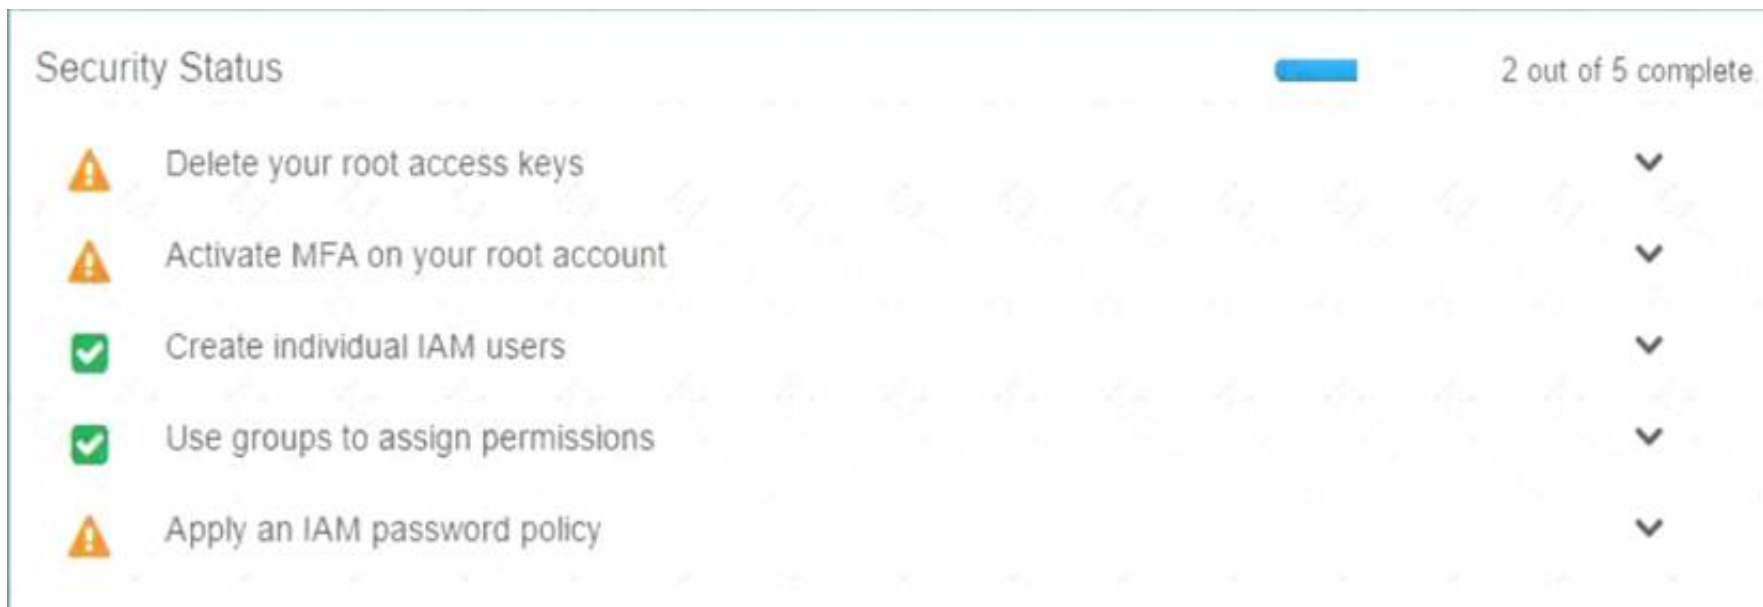 Security Status
2 out of 5 complete.
Delete your root access keys
Activate MFA on your root account
Create individual IAM users
Use groups to assign permissions
Apply an IAM password policy